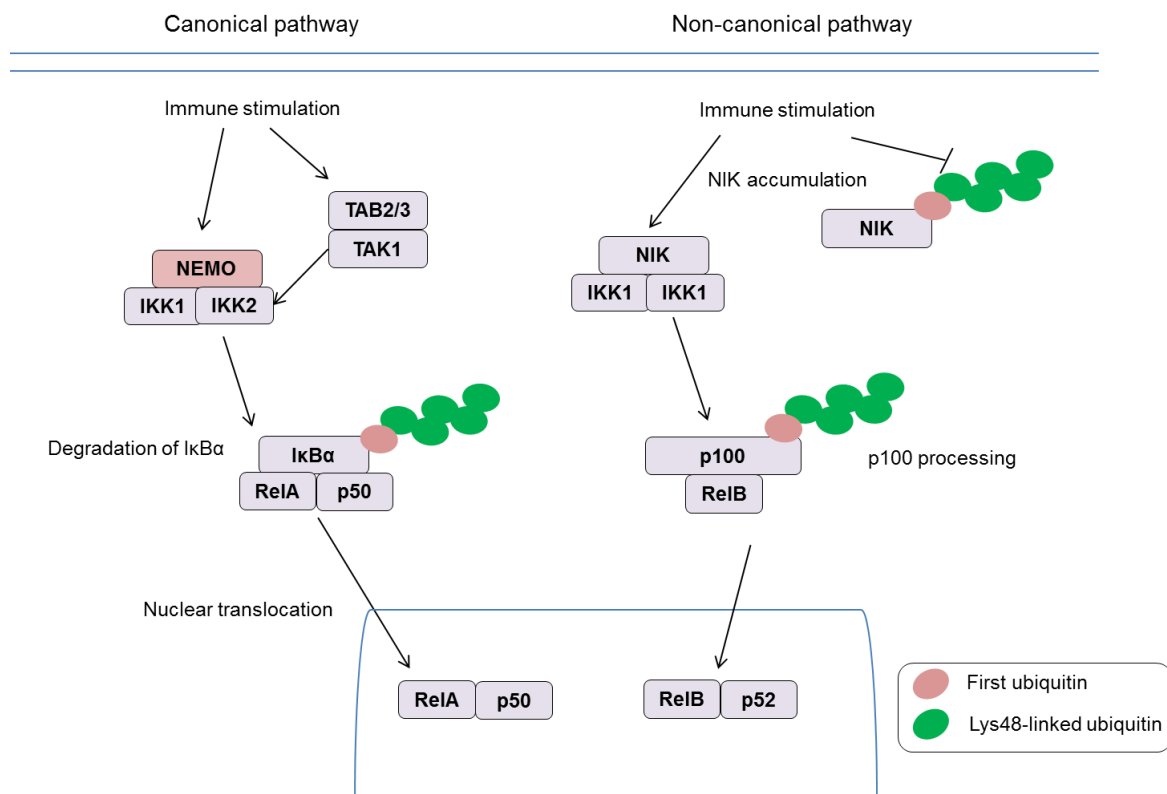 Canonical pathway
Non-canonical pathway
Immune stimulation
Immune stimulation
NIK accumulation
TAB2/3
TAK1
NIK
NEMO
IKK1
IKK2
NIK
IKK1
IKK1
Degradation of IκBα
IκBα
RelA
p50
p100
RelB
p100 processing
Nuclear translocation
RelA
p50
RelB
p52
First ubiquitin
Lys48-linked ubiquitin